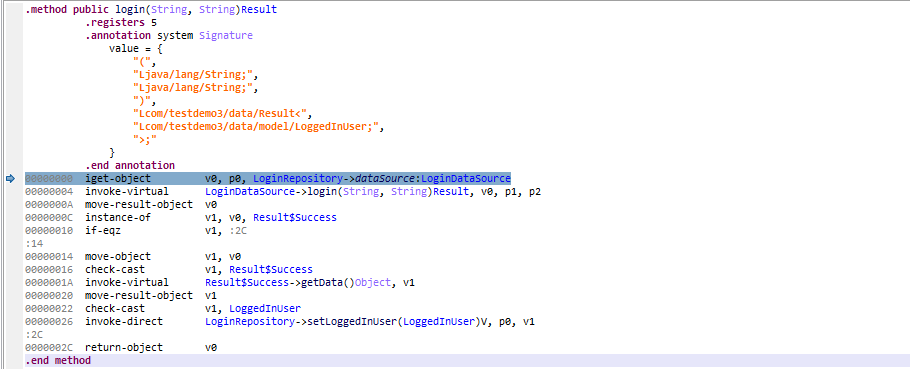 .method public login(String, String)Result
.registers 5
.annotation system Signature
value = {
"(",
"Ljava/lang/String;",
"Ljava/lang/String;",
")",
"Lcom/testdemo3/data/Result<",
"Lcom/testdemo3/data/model/LoggedInUser;",
">;"
}
.end annotation
00000000 iget-object v0, p0, LoginRepository->dataSource:LoginDataSource
00000004 invoke-virtual LoginDataSource->login(String, String)Result, v0, p1, p2
0000000A move-result-object v0
0000000C instance-of v1, v0, Result$Success
00000010 if-eqz v1, :2C
:14
00000014 move-object v1, v0
00000016 check-cast v1, Result$Success
0000001A invoke-virtual Result$Success->getData()Object, v1
00000020 move-result-object v1
00000022 check-cast v1, LoggedInUser
00000026 invoke-direct LoginRepository->setLoggedInUser(LoggedInUser)V, p0, v1
:2C
0000002C return-object v0
.end method